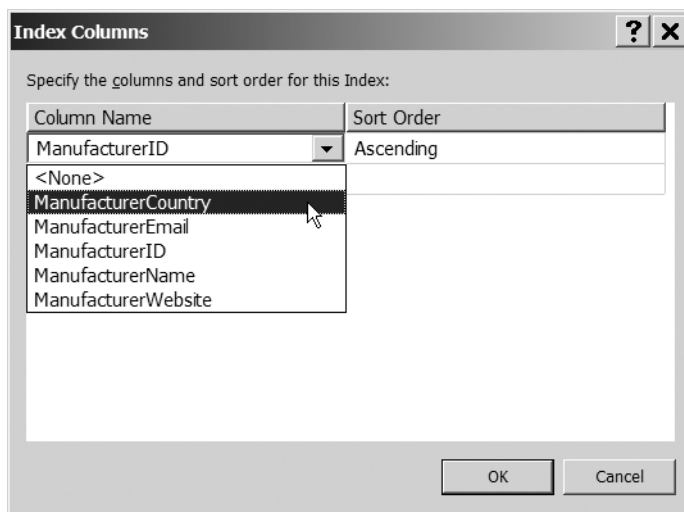 Index Columns
? X
Specify the columns and sort order for this Index:
Column Name Sort Order
ManufacturerID Ascending
<None>
ManufacturerCountry
ManufacturerEmail
ManufacturerID
ManufacturerName
ManufacturerWebsite
OK Cancel